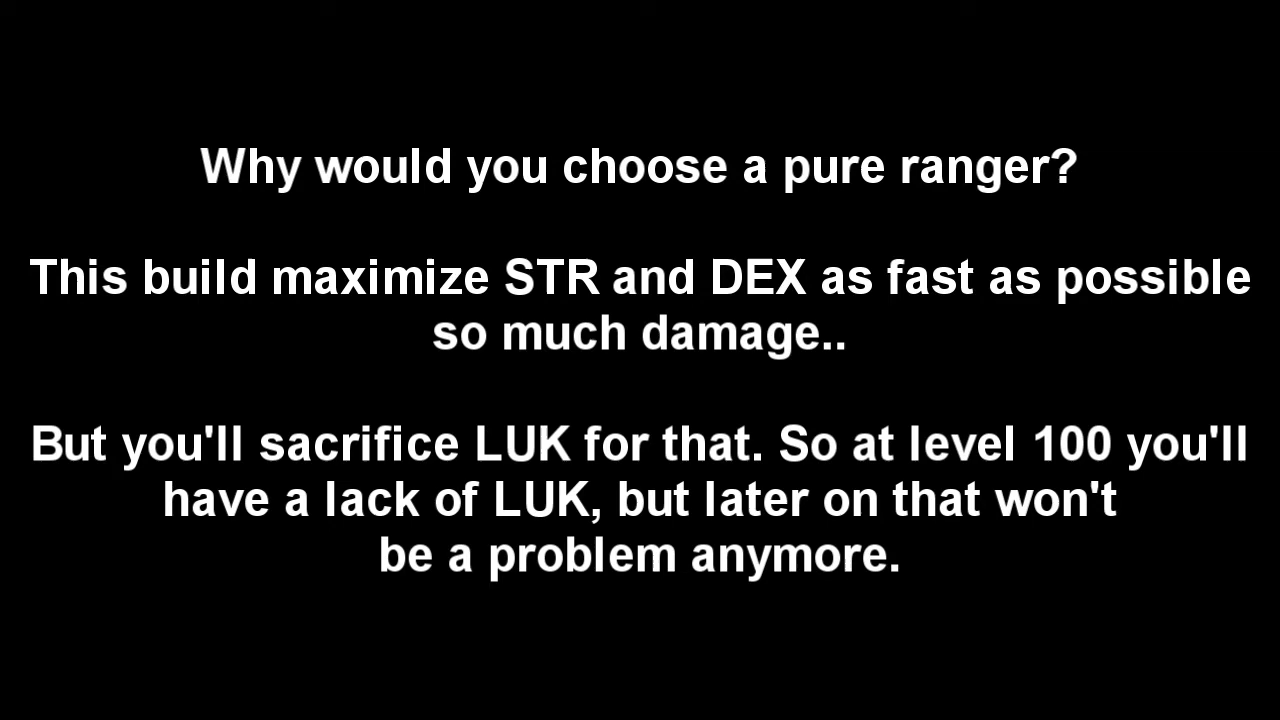 Why would you choose a pure ranger?
This build maximize STR and DEX as fast as possible
so much damage..
But you'll sacrifice LUK for that. So at level 100 you'll
have a lack of LUK, but later on that won't
be a problem anymore.